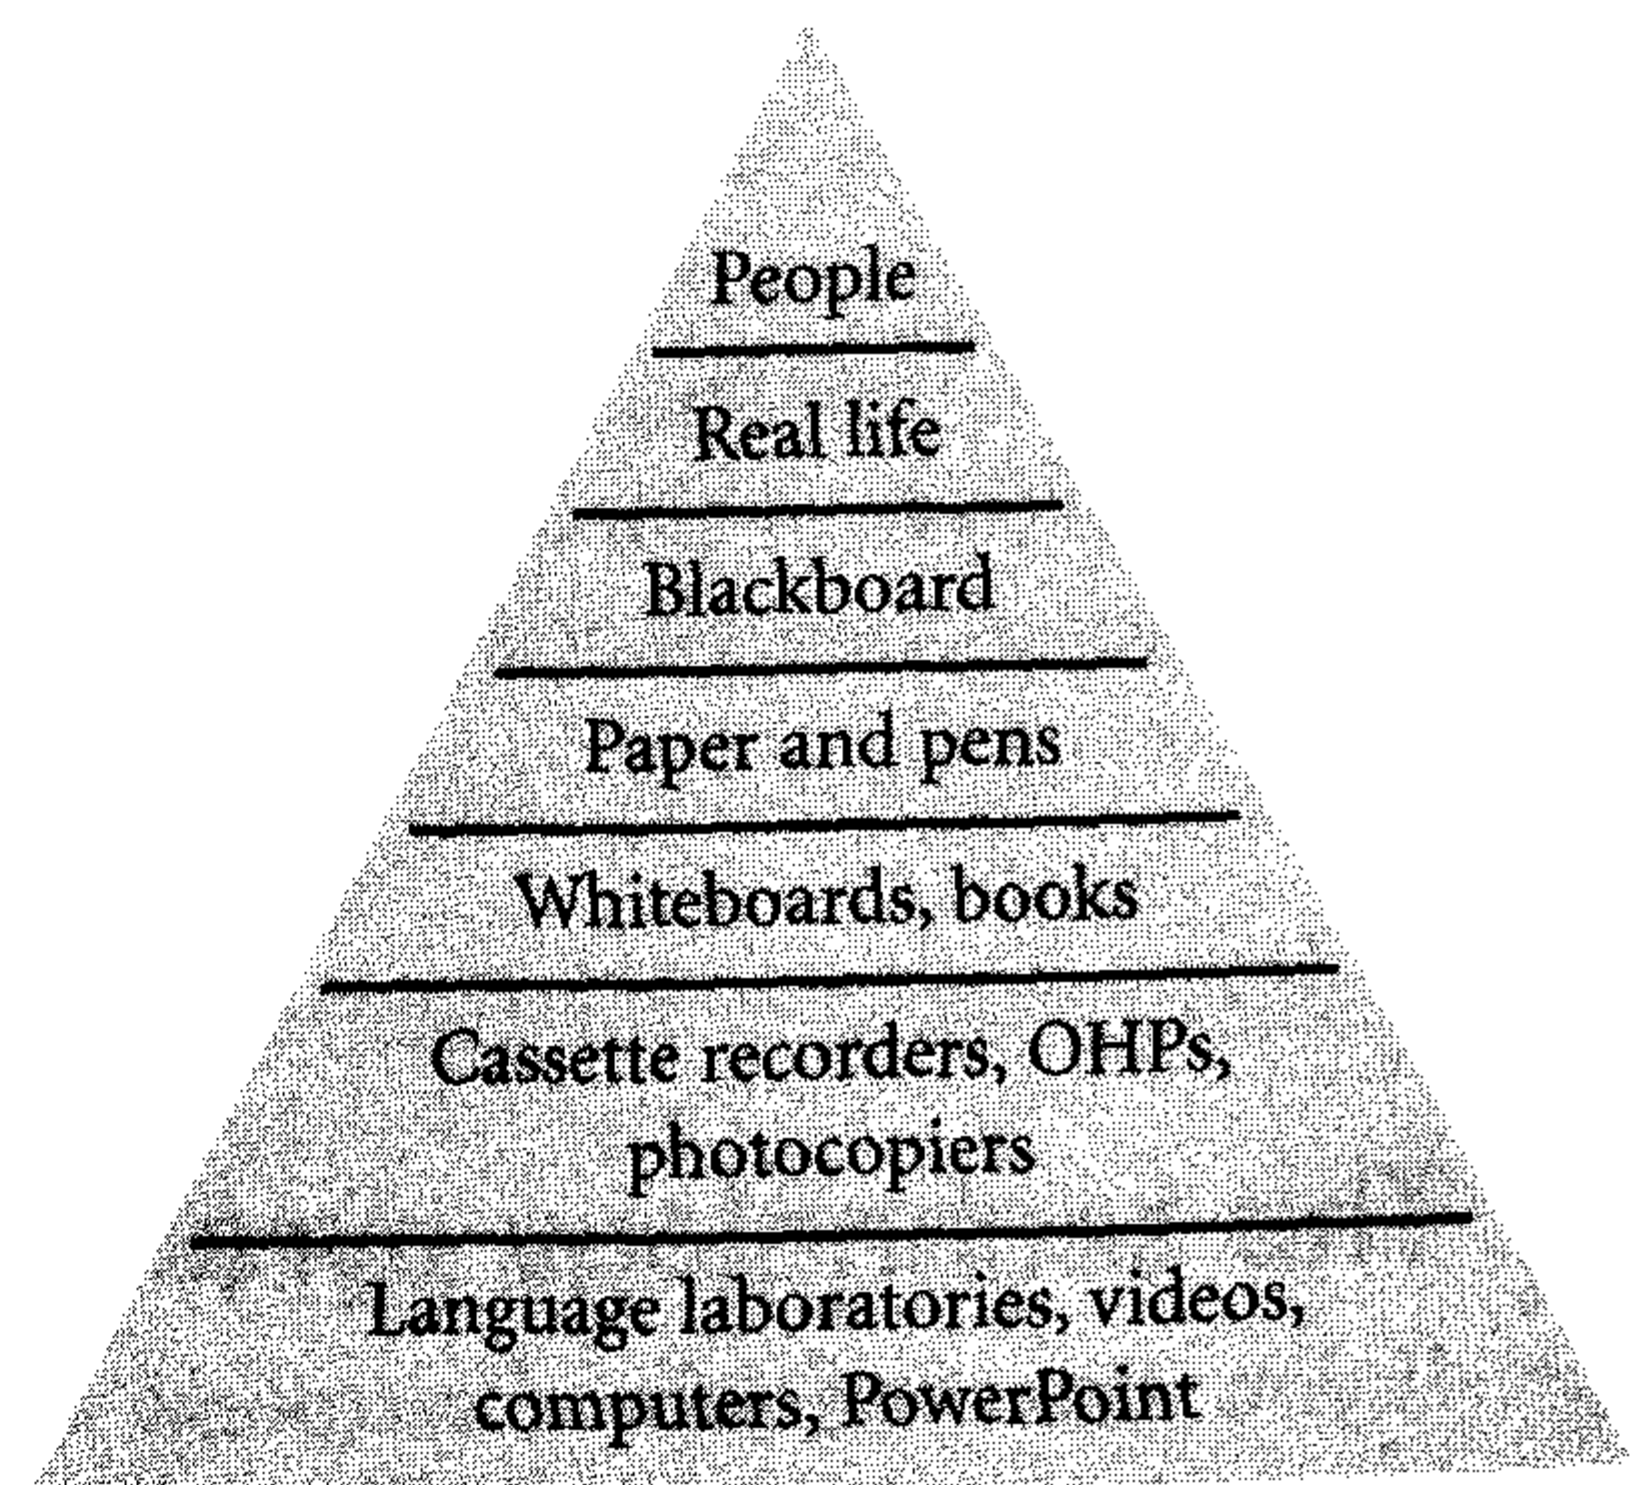 People
Real life
Blackboard
Paper and pens
Whiteboards, books
Cassette recorders, OHPs,
photocopiers
Language laboratories, videos,
computers, PowerPoint